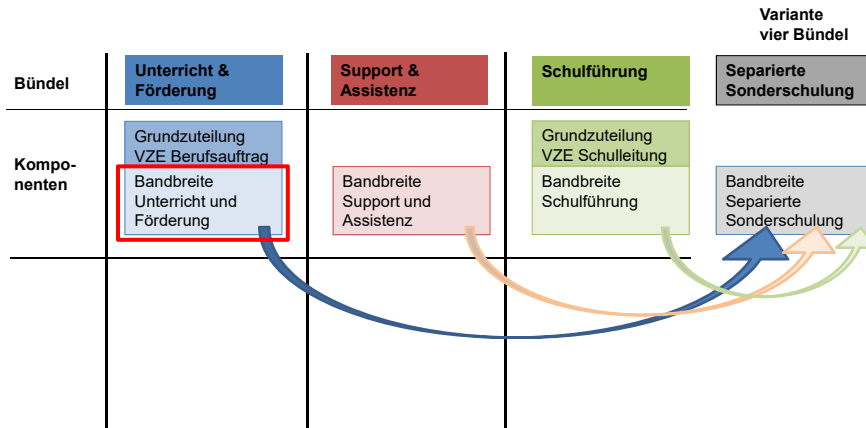 Variante
vier Bündel
Bündel
Unterricht &
Förderung
Support &
Assistenz
Schulführung
Separierte
Sonderschulung
Kompo-
nenten
Grundzuteilung
VZE Berufsauftrag
Bandbreite
Unterricht und
Förderung
Bandbreite
Support und
Assistenz
Grundzuteilung
VZE Schulleitung
Bandbreite
Schulführung
Bandbreite
Separierte
Sonderschulung